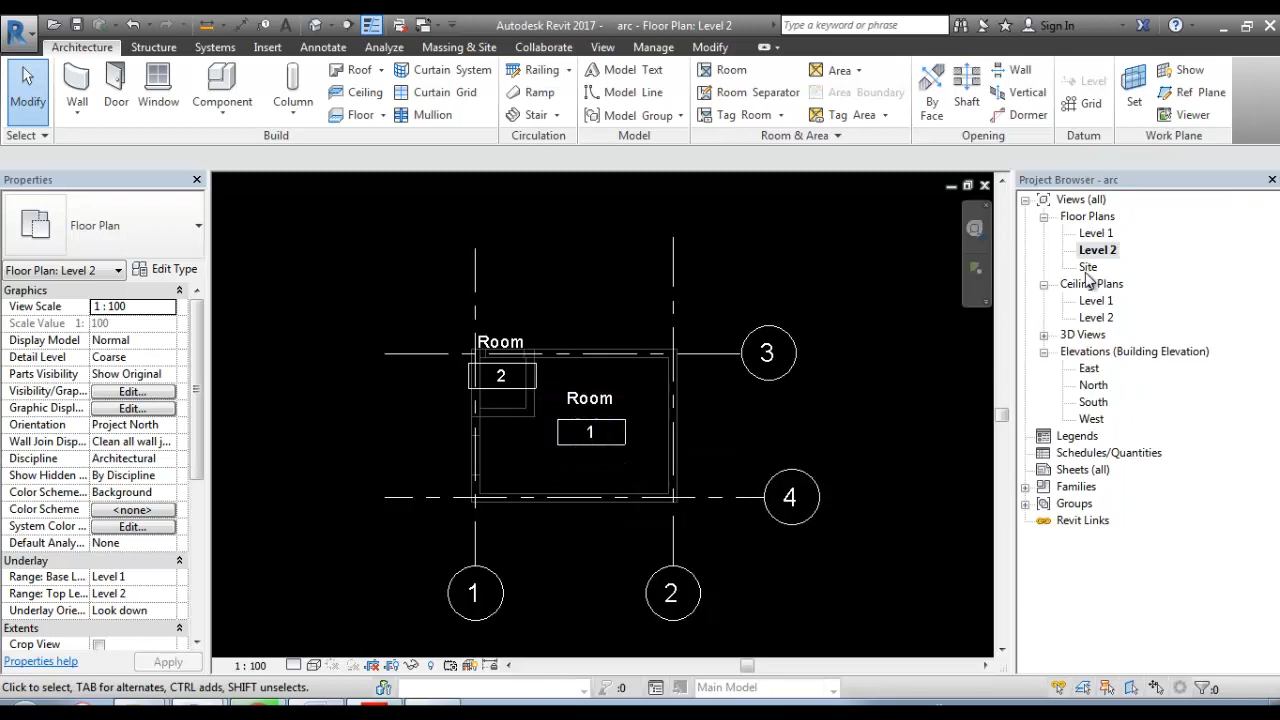 Autodesk Revit 2017 - arc - Floor Plan: Level 2
Type a keyword or phrase
Sign In
Architecture Structure Systems Insert Annotate Analyze Massing & Site Collaborate View Manage Modify
Modify
Wall
Door
Window
Component
Column
Roof
Ceiling
Floor
Curtain System
Curtain Grid
Mullion
Railing
Ramp
Stair
Model Text
Model Line
Model Group
Room
Room Separator
Tag Room
Area
Area Boundary
Tag Area
By
Face
Shaft
Wall
Vertical
Dormer
Level
Grid
Set
Show
Ref Plane
Viewer
Select
Build
Circulation
Model
Room & Area
Opening
Datum
Work Plane
Properties
Floor Plan
Floor Plan: Level 2
Edit Type
Graphics
View Scale 1 : 100
Scale Value 1: 100
Display Model Normal
Detail Level Coarse
Parts Visibility Show Original
Visibility/Grap... Edit...
Graphic Displ... Edit...
Orientation Project North
Wall Join Disp... Clean all wall j...
Discipline Architectural
Show Hidden ... By Discipline
Color Scheme... Background
Color Scheme <none>
System Color ... Edit...
Default Analy... None
Underlay
Range: Base L... Level 1
Range: Top Le... Level 2
Underlay Orie... Look down
Extents
Crop View
Properties help
Apply
Room
2
Room
1
3
4
1
2
1 : 100
Project Browser - arc
Views (all)
Floor Plans
Level 1
Level 2
Site
Ceiling Plans
Level 1
Level 2
3D Views
Elevations (Building Elevation)
East
North
South
West
Legends
Schedules/Quantities
Sheets (all)
Families
Groups
Revit Links
Click to select, TAB for alternates, CTRL adds, SHIFT unselects.
:0
Main Model
:0